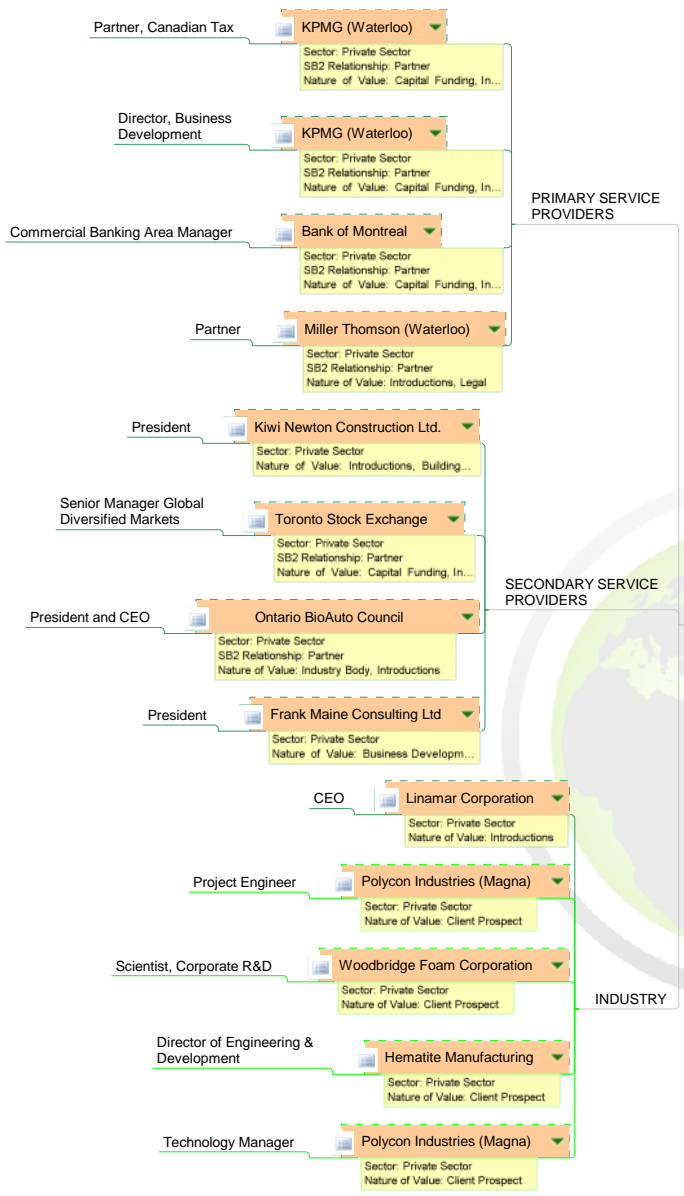 Partner, Canadian Tax
KPMG (Waterloo)
Sector: Private Sector
SB2 Relationship: Partner
Nature of Value: Capital Funding, In...
Director, Business
Development
KPMG (Waterloo)
Sector: Private Sector
SB2 Relationship: Partner
Nature of Value: Capital Funding, In...
PRIMARY SERVICE
PROVIDERS
Commercial Banking Area Manager
Bank of Montreal
Sector: Private Sector
SB2 Relationship: Partner
Nature of Value: Capital Funding, In...
Partner
Miller Thomson (Waterloo)
Sector: Private Sector
SB2 Relationship: Partner
Nature of Value: Introductions, Legal
President
Kiwi Newton Construction Ltd.
Sector: Private Sector
Nature of Value: Introductions, Building...
Senior Manager Global
Diversified Markets
Toronto Stock Exchange
Sector: Private Sector
SB2 Relationship: Partner
Nature of Value: Capital Funding, In...
SECONDARY SERVICE
PROVIDERS
President and CEO
Ontario BioAuto Council
Sector: Private Sector
SB2 Relationship: Partner
Nature of Value: Industry Body, Introductions
President
Frank Maine Consulting Ltd
Sector: Private Sector
Nature of Value: Business Developm...
CEO
Linamar Corporation
Sector: Private Sector
Nature of Value: Introductions
Project Engineer
Polycon Industries (Magna)
Sector: Private Sector
Nature of Value: Client Prospect
Scientist, Corporate R&D
Woodbridge Foam Corporation
Sector: Private Sector
Nature of Value: Client Prospect
INDUSTRY
Director of Engineering &
Development
Hematite Manufacturing
Sector: Private Sector
Nature of Value: Client Prospect
Technology Manager
Polycon Industries (Magna)
Sector: Private Sector
Nature of Value: Client Prospect